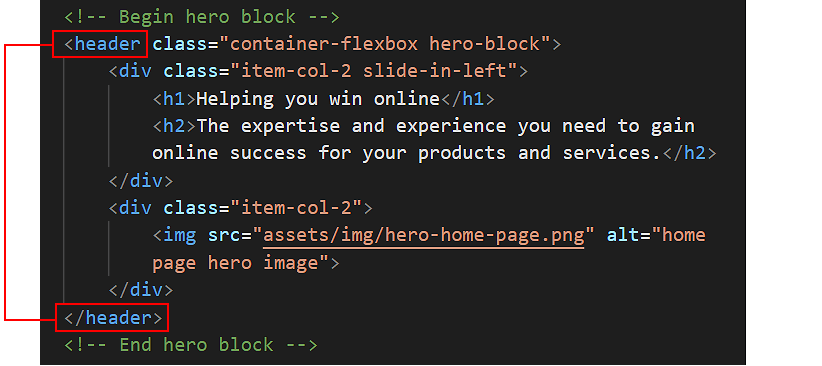 <!-- Begin hero block -->
<header class="container-flexbox hero-block">
<div class="item-col-2 slide-in-left">
<h1>Helping you win online</h1>
<h2>The expertise and experience you need to gain
online success for your products and services.</h2>
</div>
<div class="item-col-2">
<img src="assets/img/hero-home-page.png" alt="home
page hero image">
</div>
</header>
<!-- End hero block -->